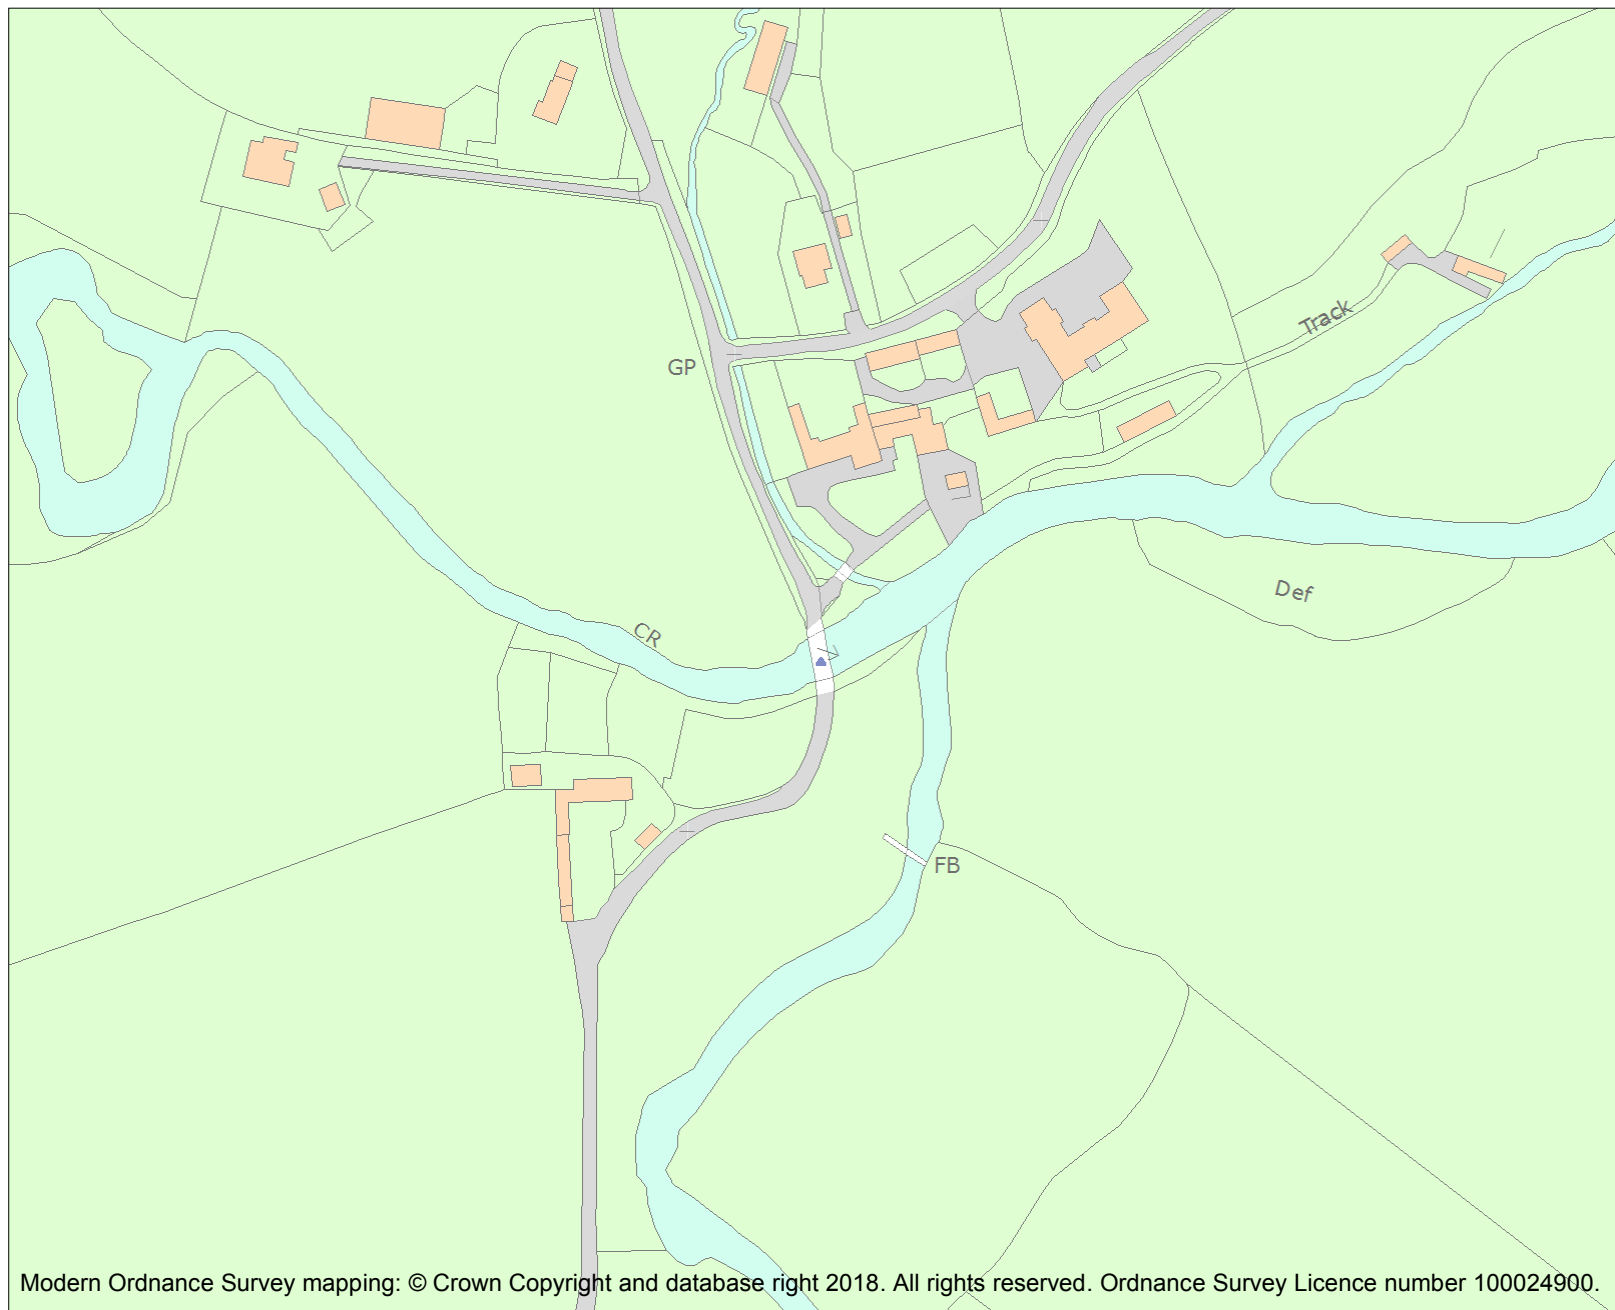 Track
GP
Def
CR
FB
Modern Ordnance Survey mapping: © Crown Copyright and database right 2018. All rights reserved. Ordnance Survey Licence number 100024900.